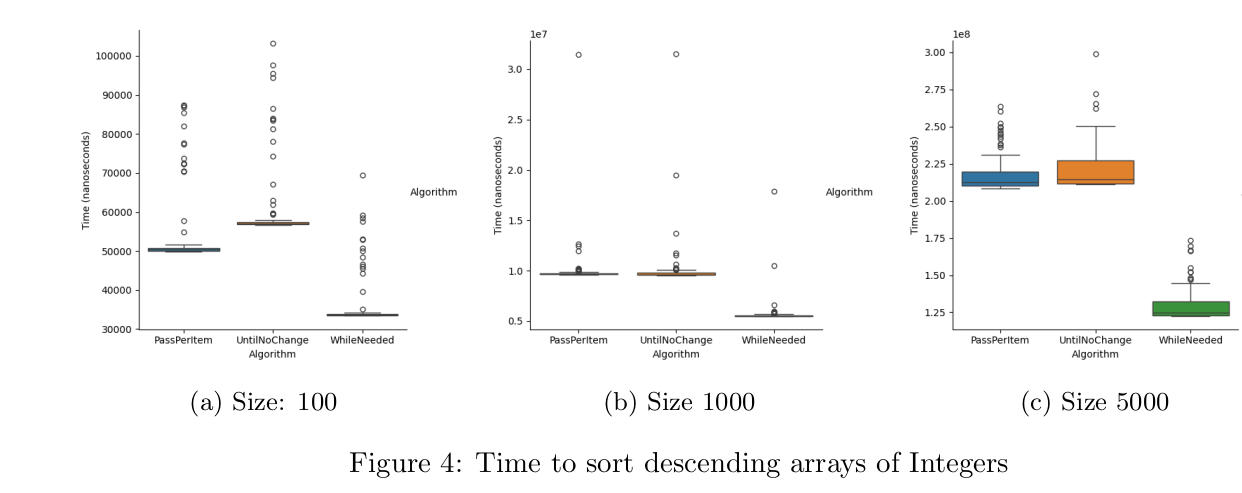 1e7
1e8
100000
90000
80000
70000
60000
50000
40000
30000
Time (nanoseconds)
PassPerItem UntilNoChange WhileNeeded
Algorithm
Algorithm
3.0
2.0
1.5
1.0
0.5
Time (nanoseconds)
PassPerItem UntilNoChange WhileNeeded
Algorithm
Algorithm
3.00
2.75
2.50
2.25
2.00
1.75
1.50
1.25
Time (nanoseconds)
PassPerItem UntilNoChange WhileNeeded
Algorithm
(a) Size: 100
(b) Size 1000
(c) Size 5000
Figure 4: Time to sort descending arrays of Integers